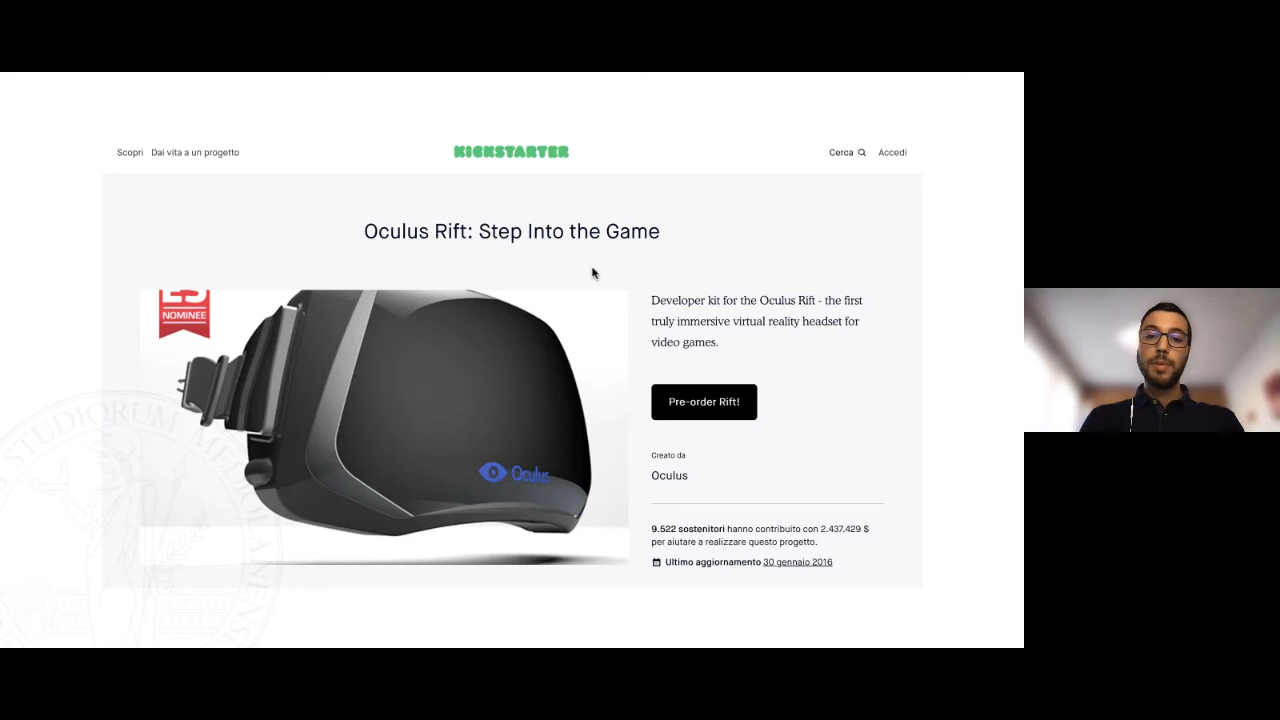 Scopri Dai vita a un progetto
KICKSTARTER
Cerca Accedi
Oculus Rift: Step Into the Game
NOMINEE
Oculus
Developer kit for the Oculus Rift - the first
truly immersive virtual reality headset for
video games.
Pre-order Rift!
Creato da
Oculus
9.522 sostenitori hanno contribuito con 2.437.429 $
per aiutare a realizzare questo progetto.
Ultimo aggiornamento 30 gennaio 2016
STUDIORUM